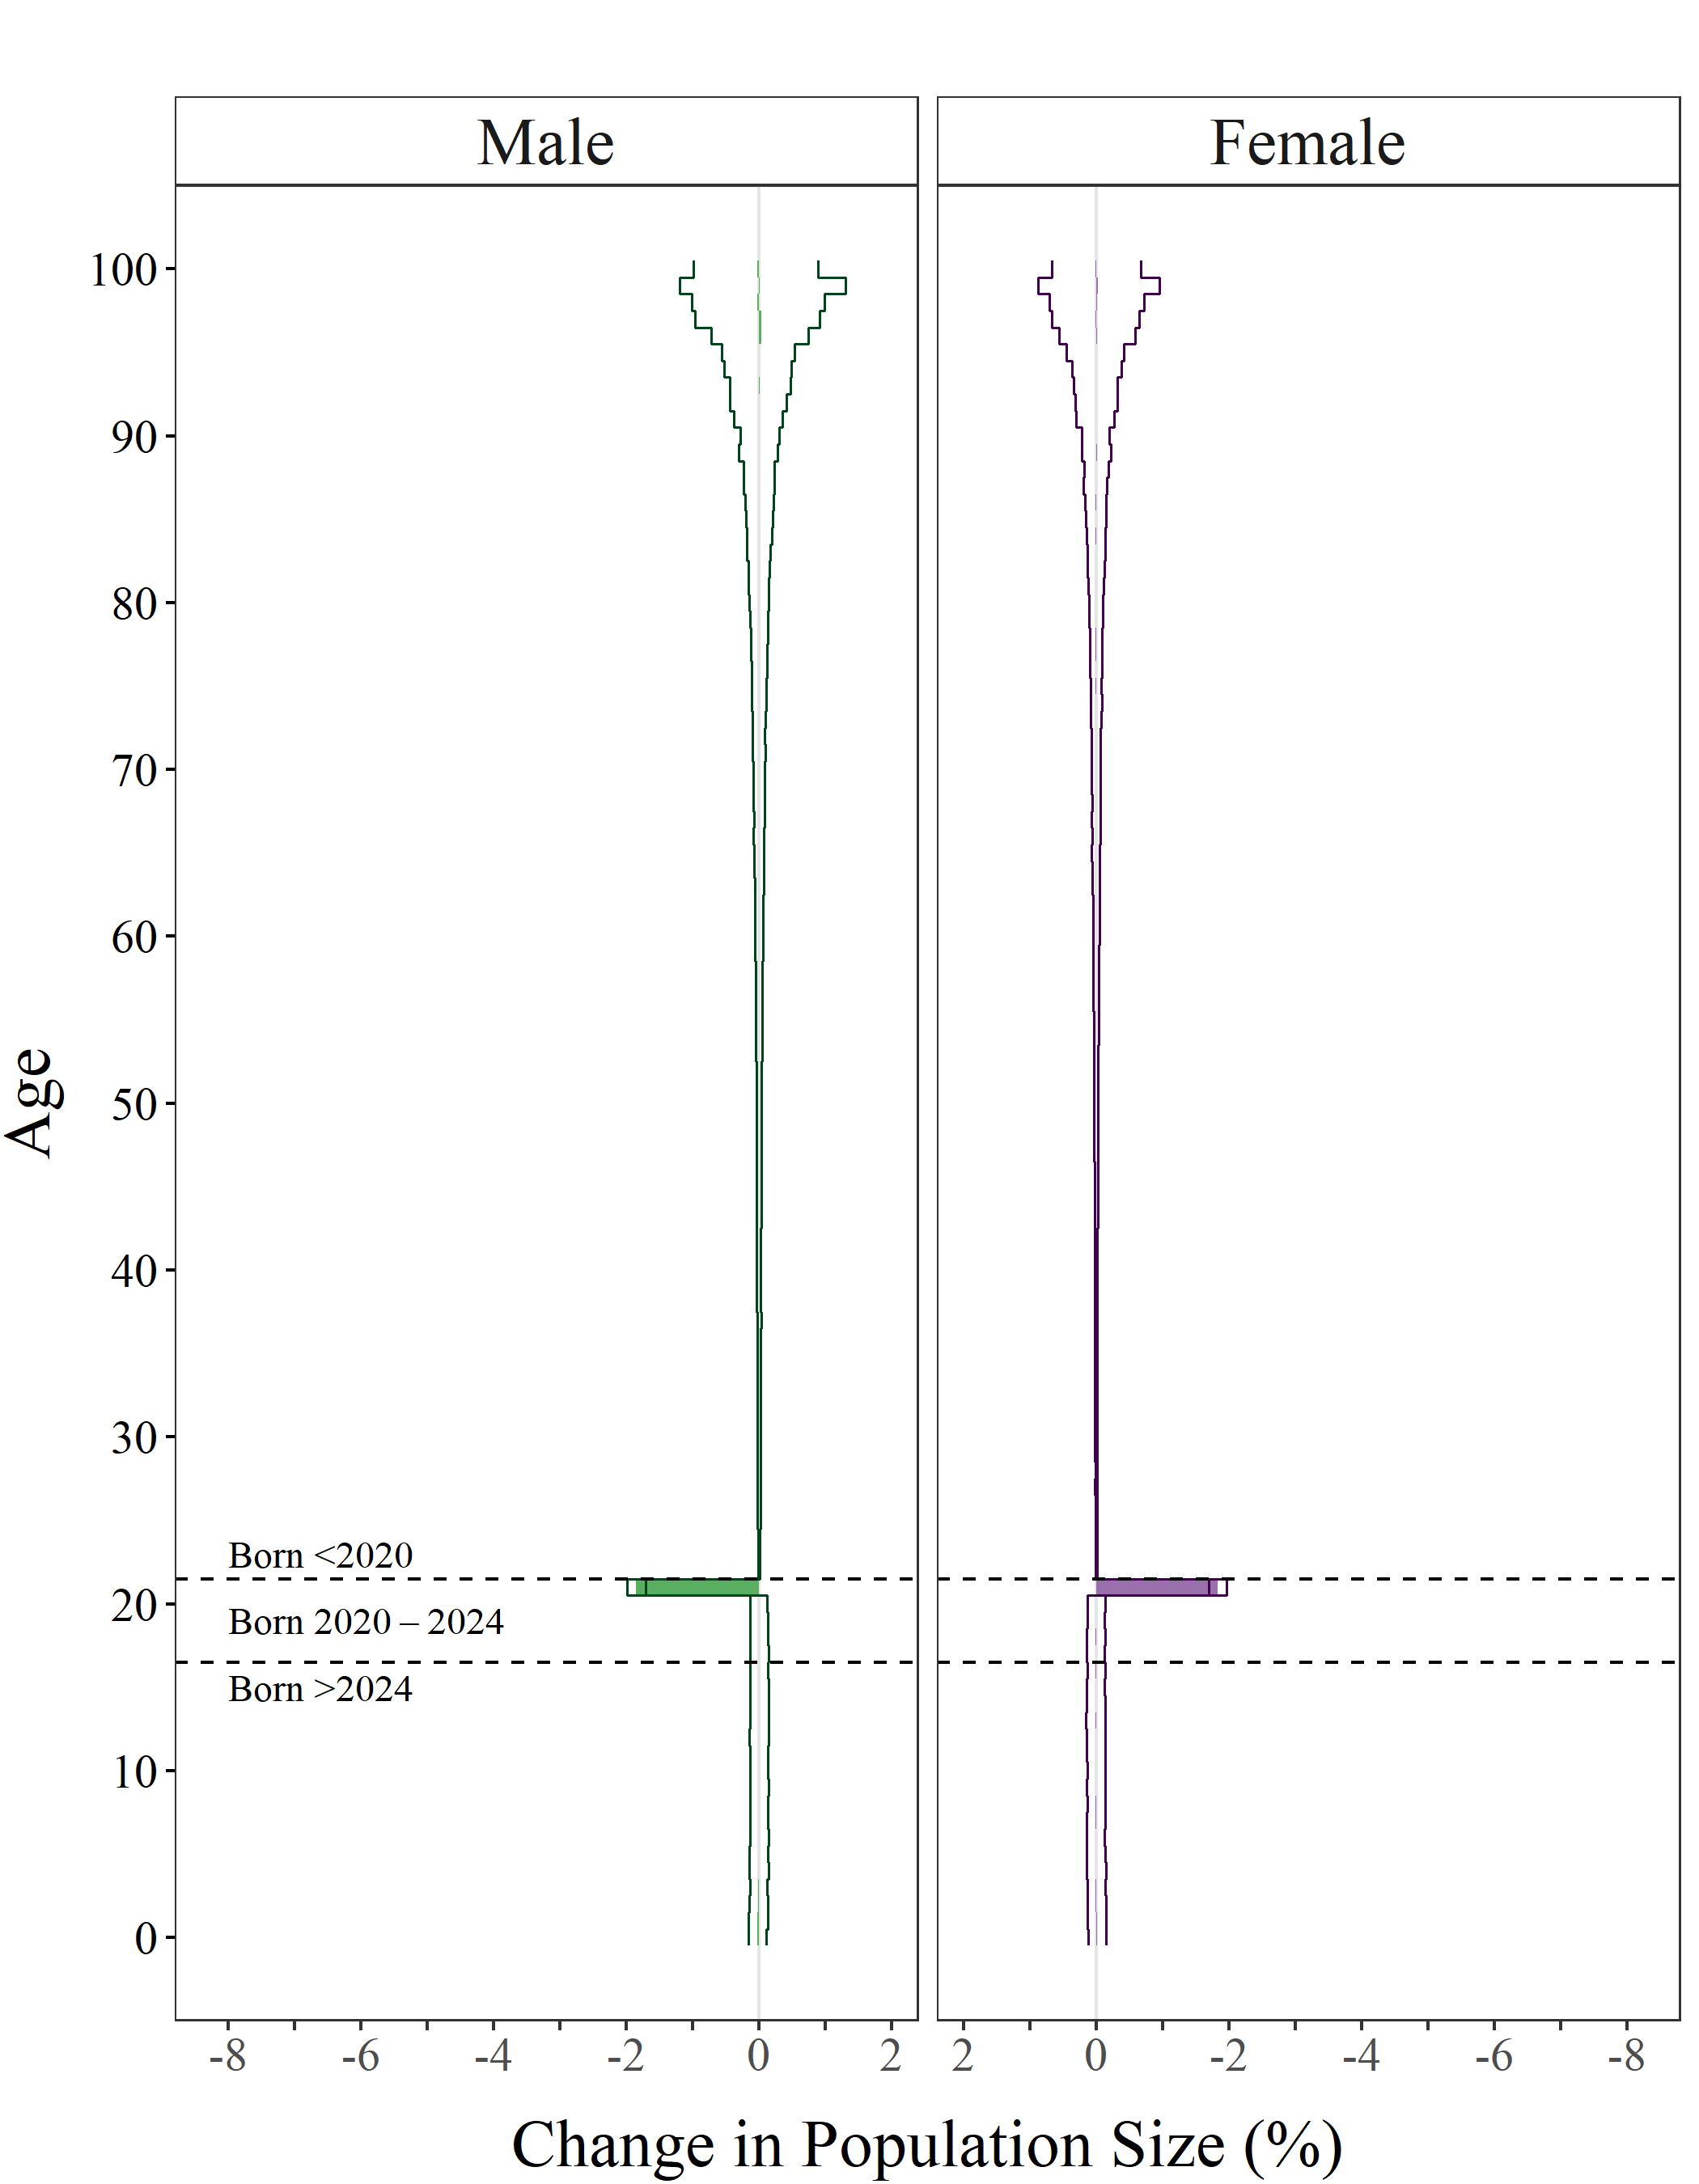 Male
Female
100
90
80
70
60
50
40
30
20
10
0
Age
Born <2020
Born 2020 – 2024
Born >2024
-8 -6 -4 -2 0 2
2 0 -2 -4 -6 -8
Change in Population Size (%)